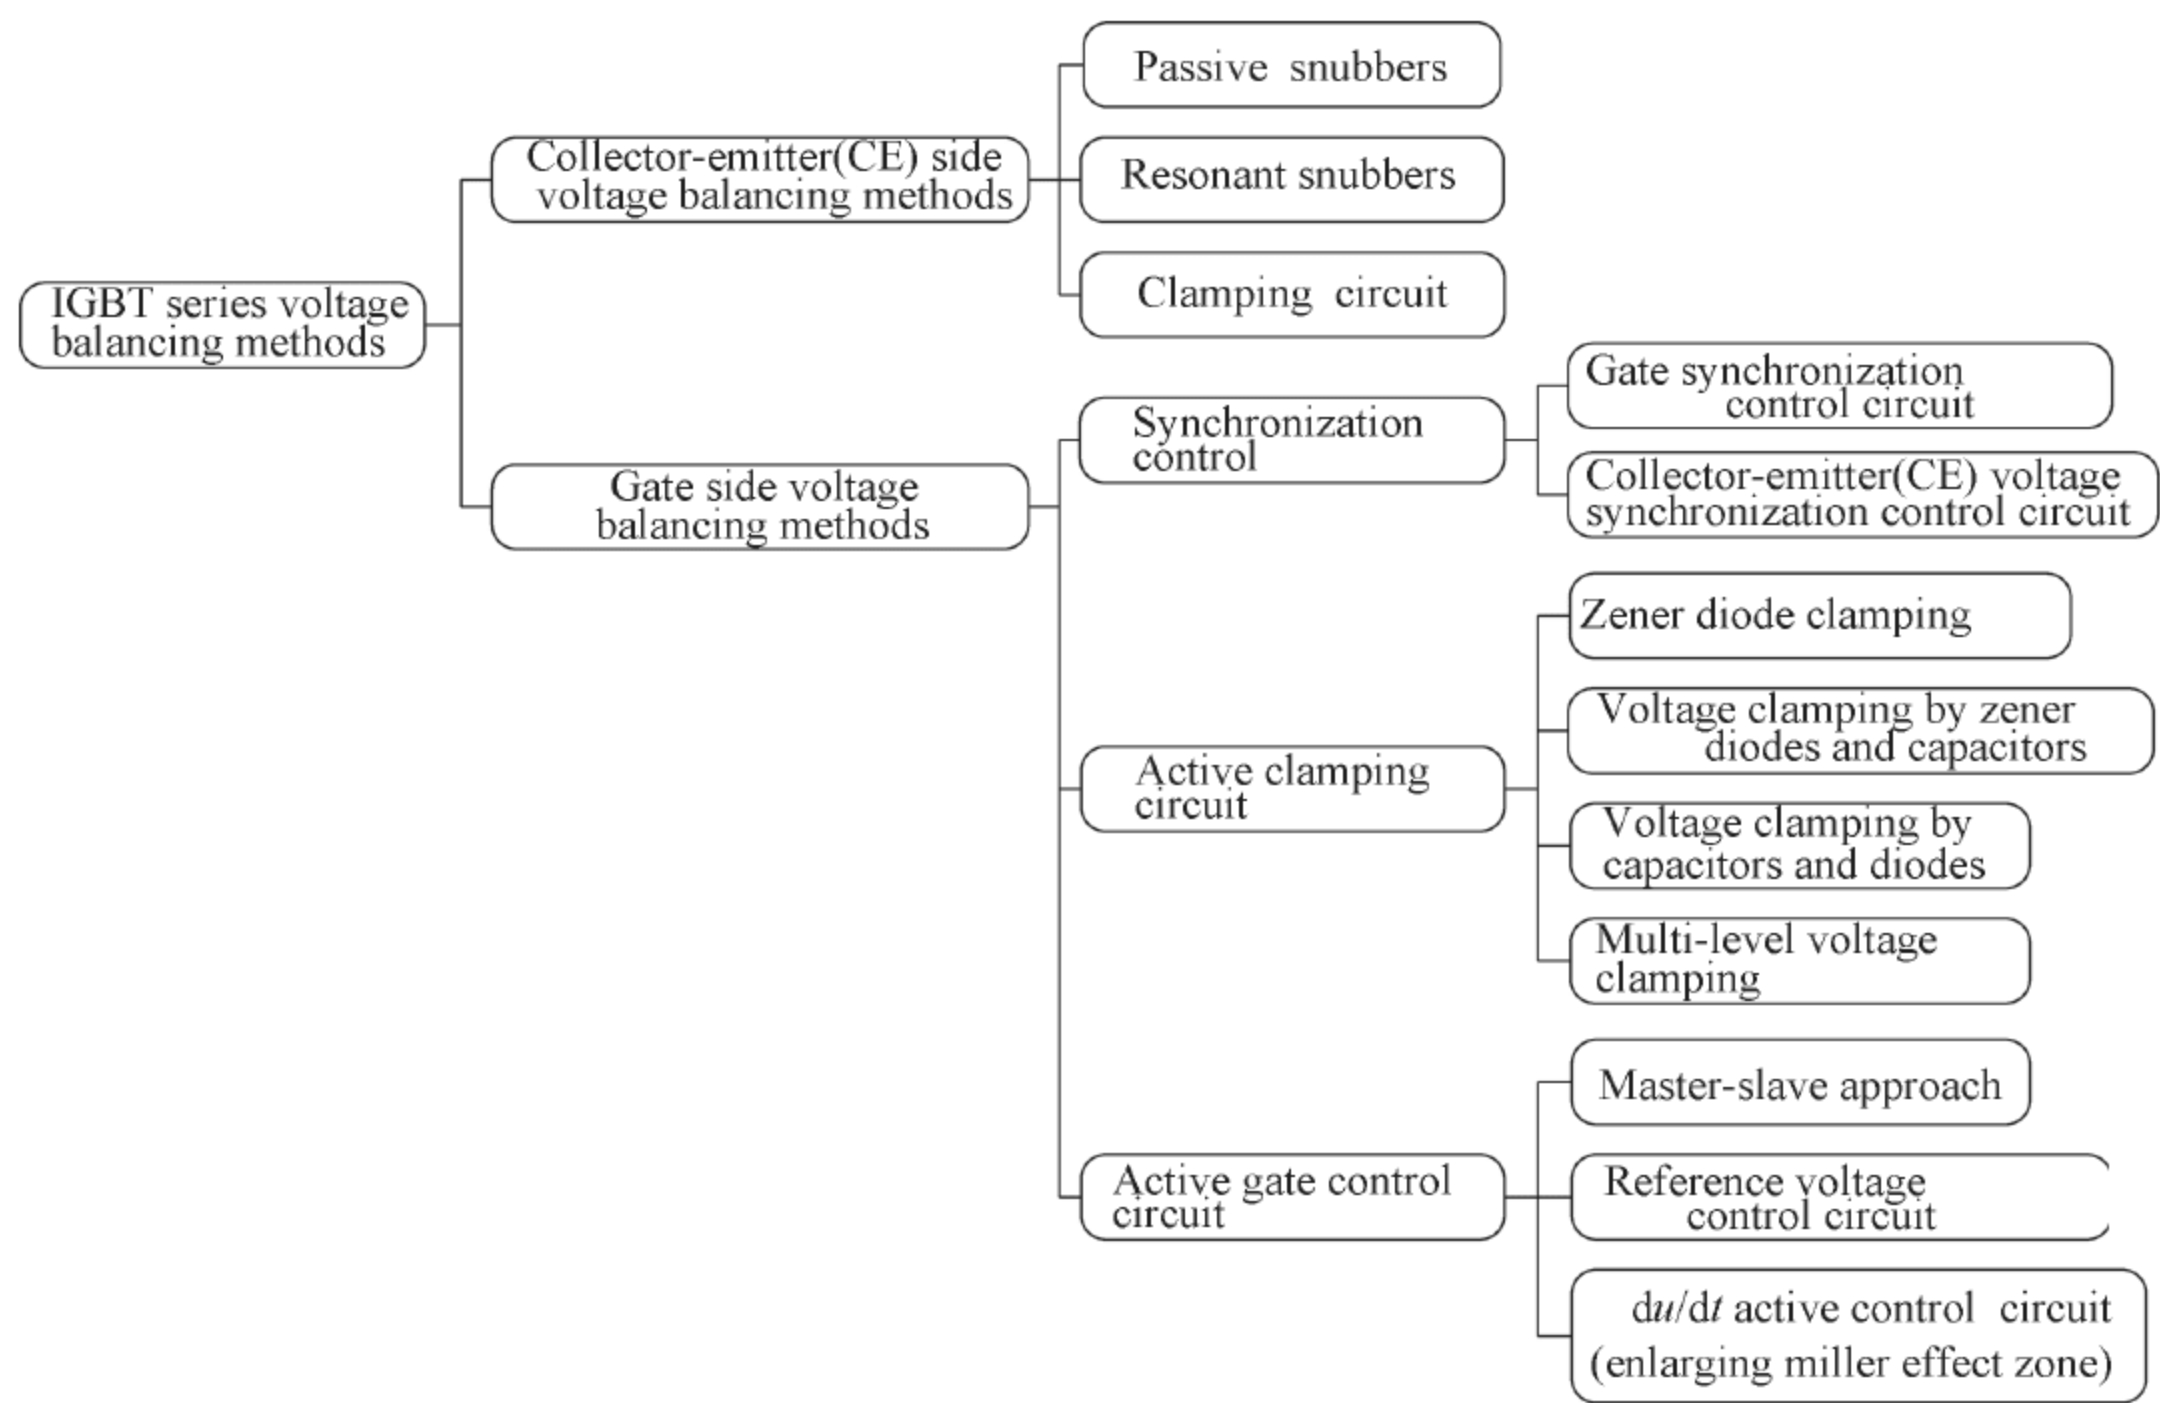 IGBT series voltage
balancing methods
Collector-emitter(CE) side
voltage balancing methods
Passive snubbers
Resonant snubbers
Clamping circuit
Gate side voltage
balancing methods
Synchronization
control
Gate synchronization
control circuit
Collector-emitter(CE) voltage
synchronization control circuit
Active clamping
circuit
Zener diode clamping
Voltage clamping by zener
diodes and capacitors
Voltage clamping by
capacitors and diodes
Multi-level voltage
clamping
Active gate control
circuit
Master-slave approach
Reference voltage
control circuit
du/dt active control circuit
(enlarging miller effect zone)